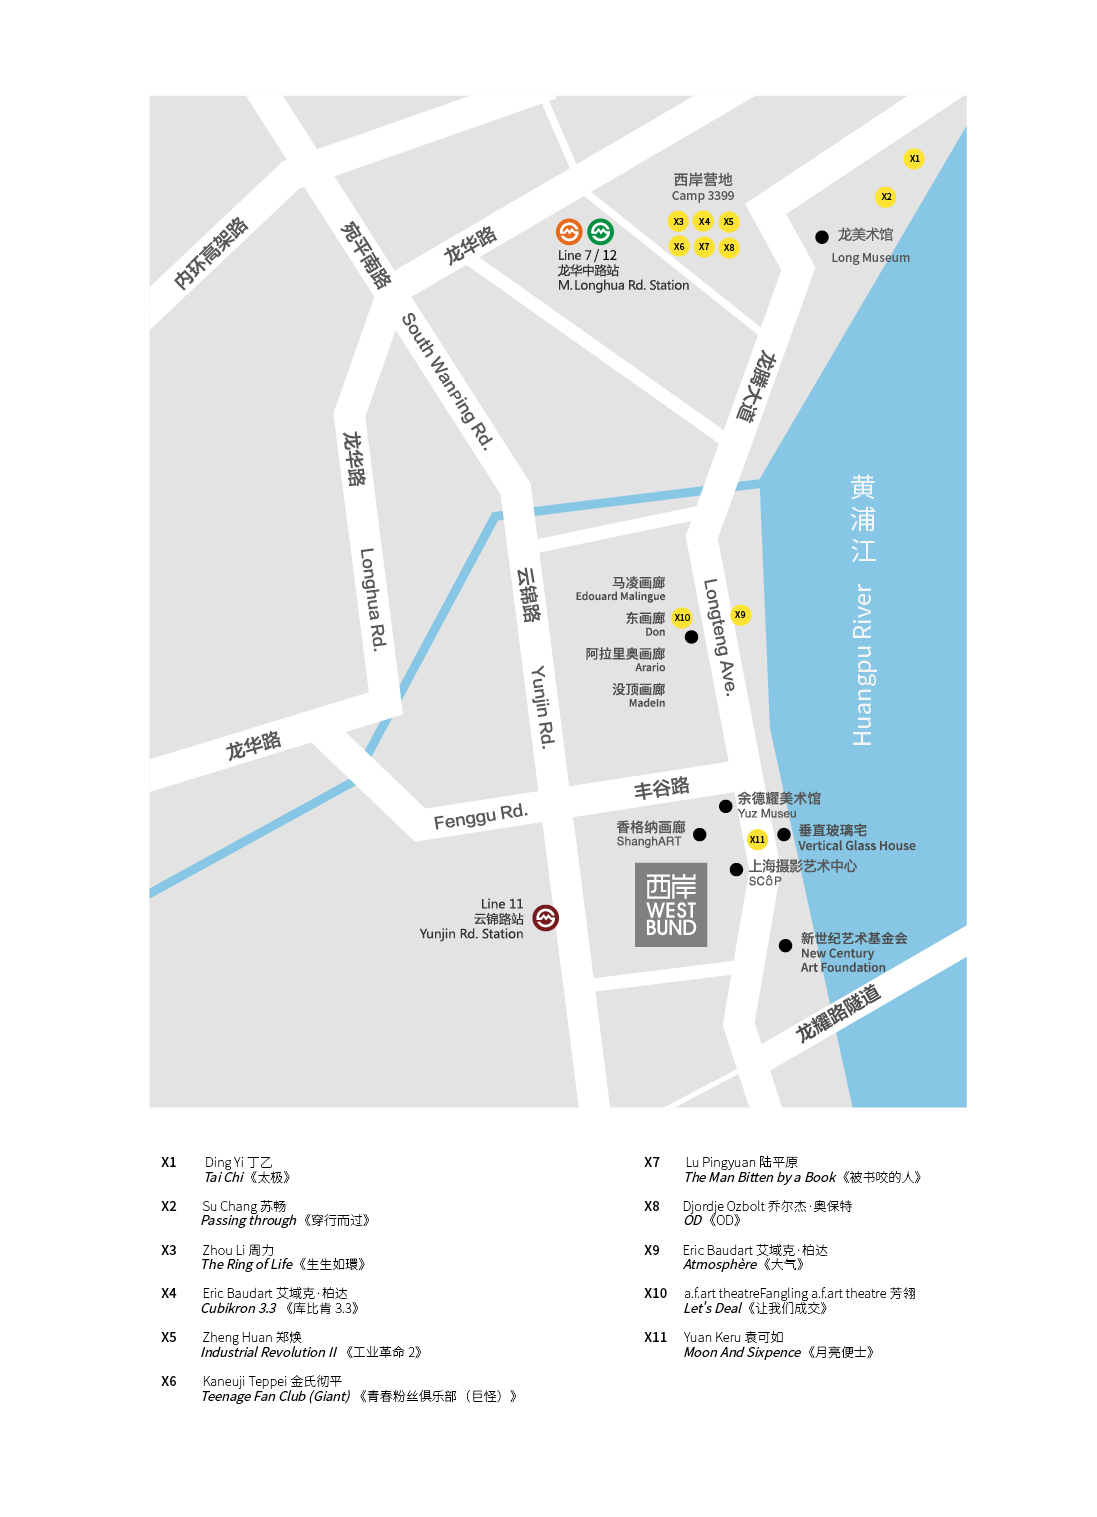 X1
X2
西岸营地
Camp 3399
X3 X4 X5
X6 X7 X8
龙美术馆
Long Museum
内环高架路
宛平南路
龙华路
Line 7 / 12
龙华中路站
M.Longhua Rd. Station
South WanPing Rd.
龙腾大道
龙华路
Longhua Rd.
黄浦江 Huangpu River
云锦路
Yunjin Rd.
马凌画廊
Edouard Malingue
东画廊
Don
X10
X9
阿拉里奥画廊
Arario
没顶画廊
MadeIn
Longteng Ave.
龙华路
丰谷路
Fenggu Rd.
余德耀美术馆
Yuz Museu
香格纳画廊
ShanghART
X11
垂直玻璃宅
Vertical Glass House
上海摄影艺术中心
SCôP
西岸
WEST
BUND
Line 11
云锦路站
Yunjin Rd. Station
新世纪艺术基金会
New Century
Art Foundation
龙耀路隧道
X1 Ding Yi 丁乙
Tai Chi《太极》
X2 Su Chang 苏畅
Passing through《穿行而过》
X3 Zhou Li 周力
The Ring of Life《生生如環》
X4 Eric Baudart 艾域克·柏达
Cubikron 3.3 《库比肯 3.3》
X5 Zheng Huan 郑焕
Industrial Revolution II 《工业革命 2》
X6 Kaneuji Teppei 金氏彻平
Teenage Fan Club (Giant) 《青春粉丝俱乐部（巨怪）》
X7 Lu Pingyuan 陆平原
The Man Bitten by a Book《被书咬的人》
X8 Djordje Ozbolt 乔尔杰·奥保特
OD《OD》
X9 Eric Baudart 艾域克·柏达
Atmosphère《大气》
X10 a.f.art theatreFangling a.f.art theatre 芳翎
Let's Deal《让我们成交》
X11 Yuan Keru 袁可如
Moon And Sixpence《月亮便士》